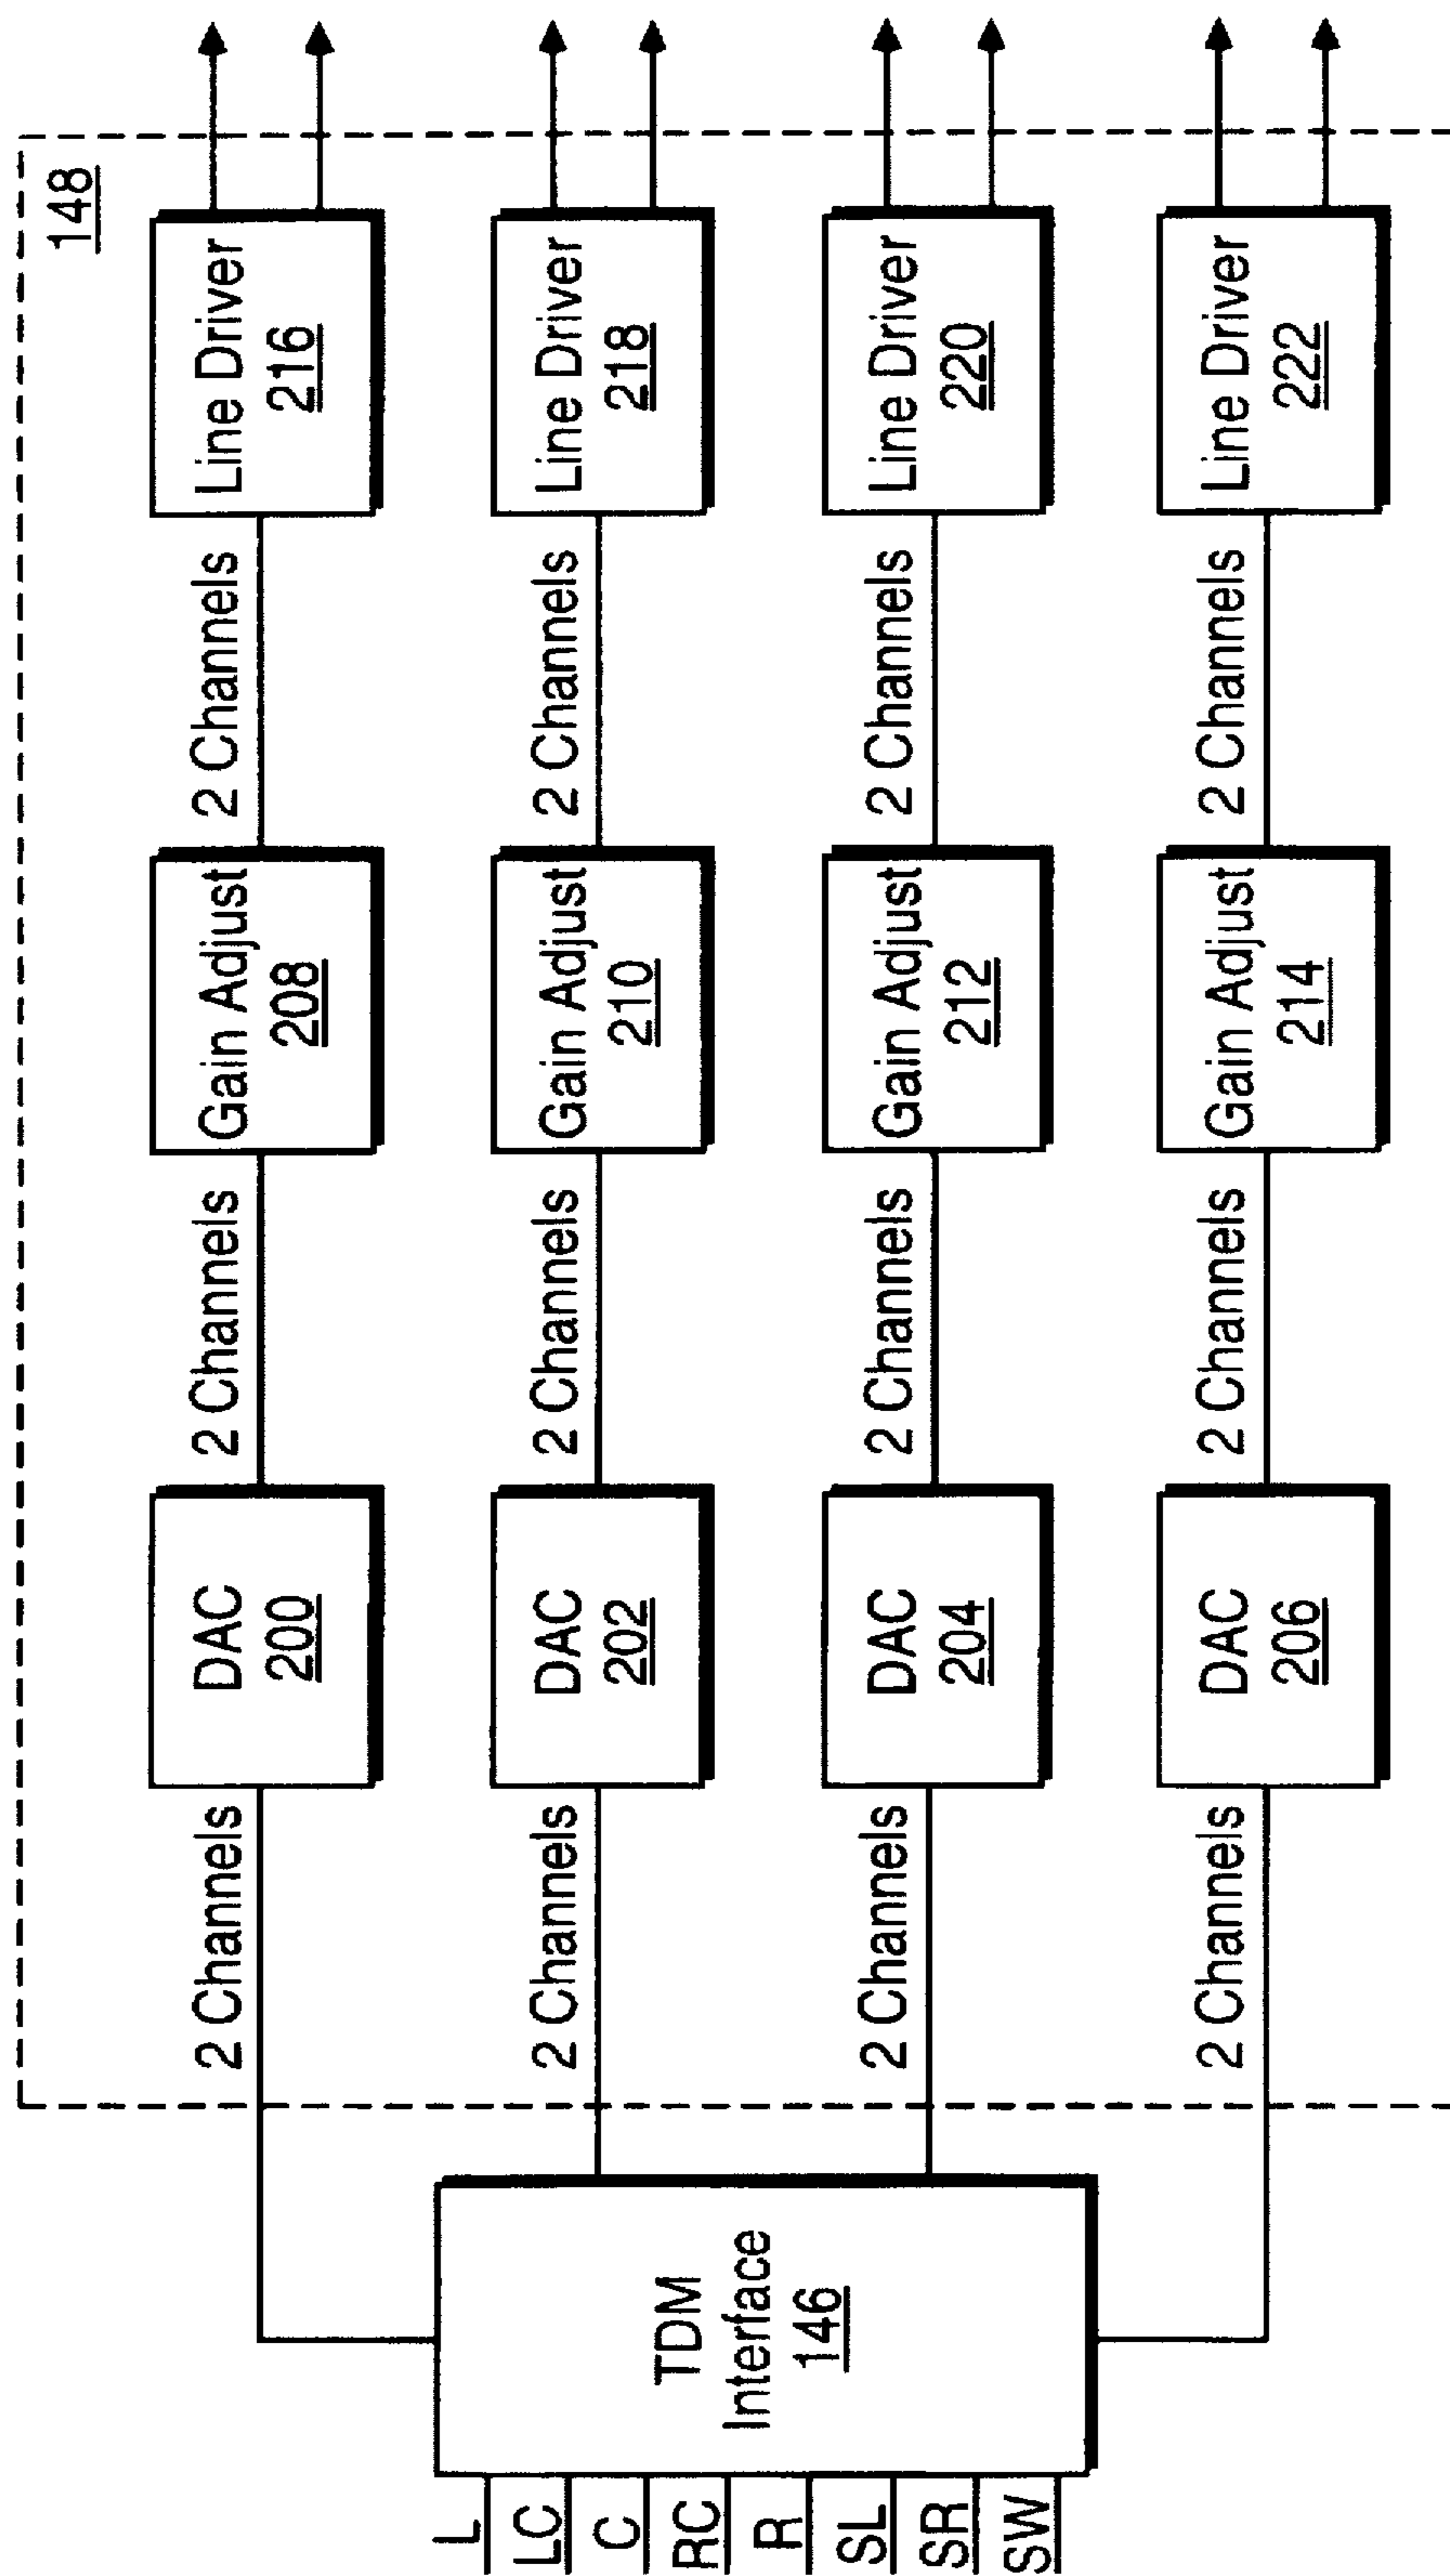 148
L
LC
C
RC
R
SL
SR
SW
TDM
Interface
146
2 Channels
DAC
200
2 Channels
Gain Adjust
208
2 Channels
Line Driver
216
2 Channels
DAC
202
2 Channels
Gain Adjust
210
2 Channels
Line Driver
218
2 Channels
DAC
204
2 Channels
Gain Adjust
212
2 Channels
Line Driver
220
2 Channels
DAC
206
2 Channels
Gain Adjust
214
2 Channels
Line Driver
222